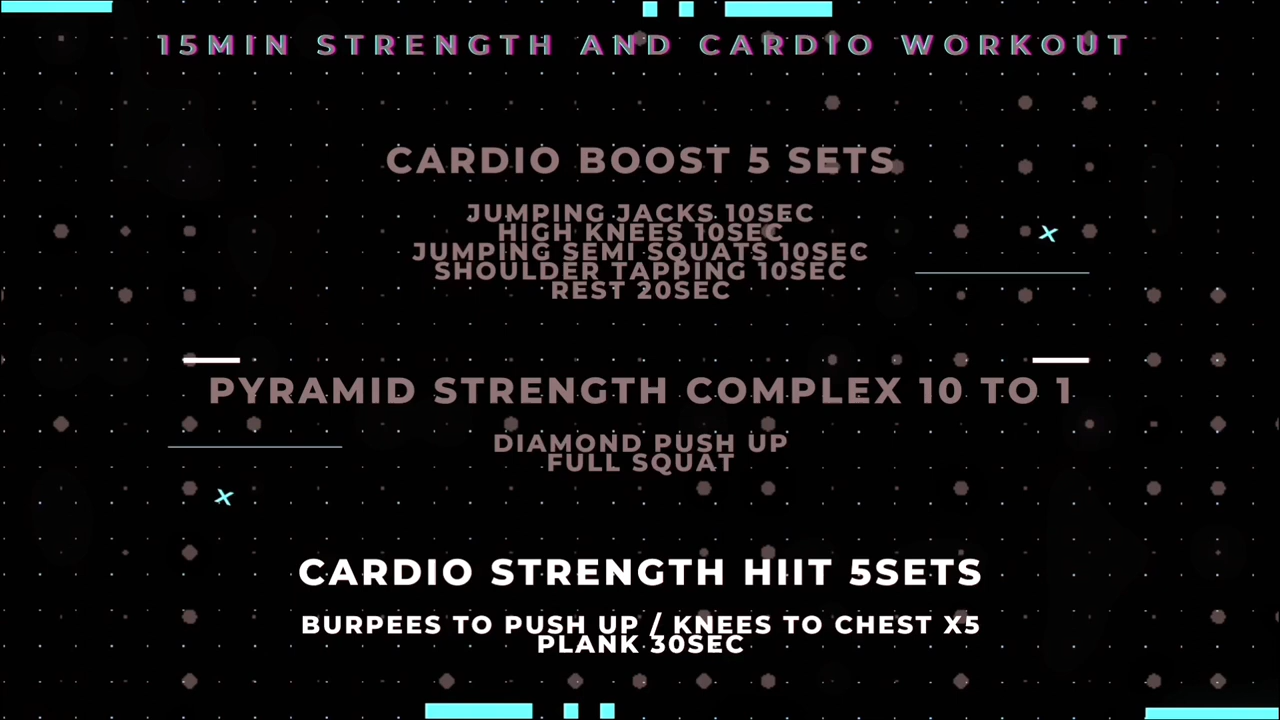 15MIN STRENGTH AND CARDIO WORKOUT
CARDIO BOOST 5 SETS
JUMPING JACKS 10SEC
HIGH KNEES 10SEC
JUMPING SEMI SQUATS 10SEC
SHOULDER TAPPING 10SEC
REST 20SEC
PYRAMID STRENGTH COMPLEX 10 TO 1
DIAMOND PUSH UP
FULL SQUAT
CARDIO STRENGTH HIIT 5SETS
BURPEES TO PUSH UP / KNEES TO CHEST X5
PLANK 30SEC